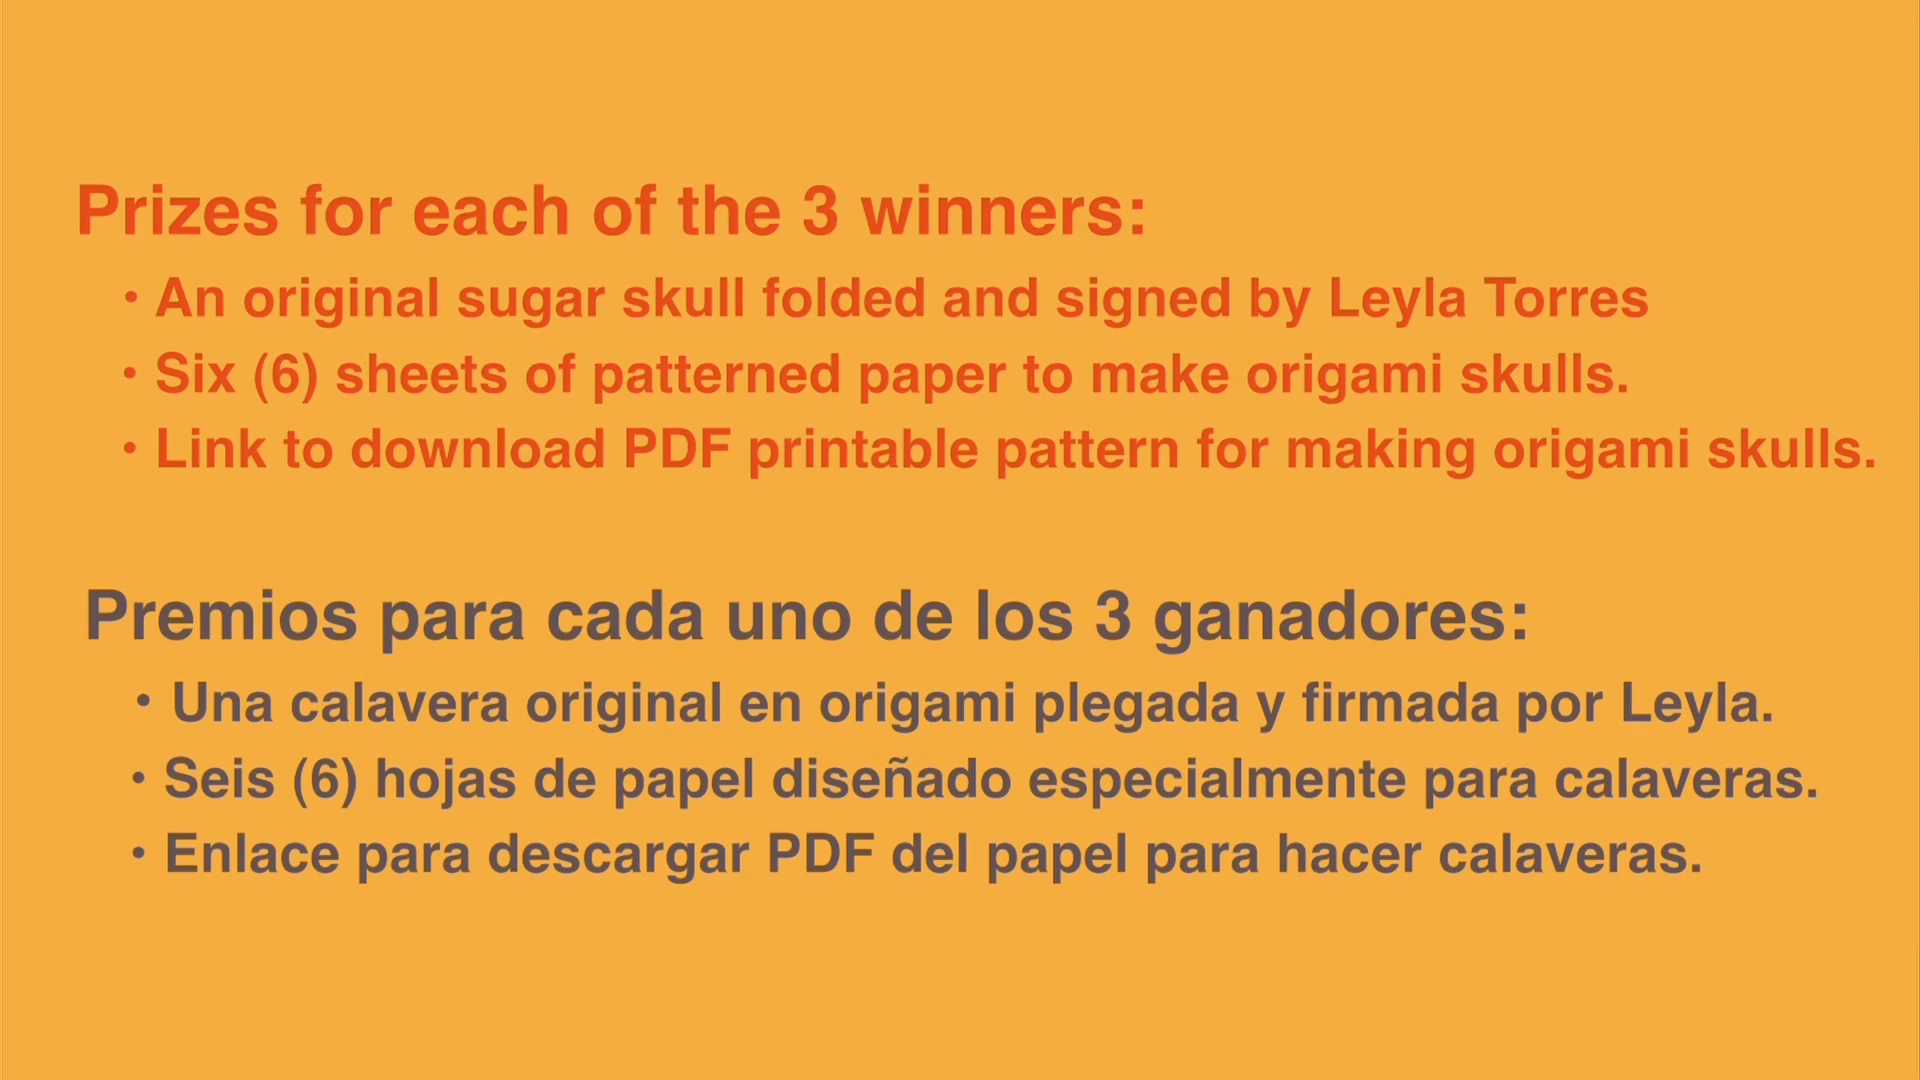 Prizes for each of the 3 winners:
• An original sugar skull folded and signed by Leyla Torres
• Six (6) sheets of patterned paper to make origami skulls.
• Link to download PDF printable pattern for making origami skulls.
Premios para cada uno de los 3 ganadores:
• Una calavera original en origami plegada y firmada por Leyla.
• Seis (6) hojas de papel diseñado especialmente para calaveras.
• Enlace para descargar PDF del papel para hacer calaveras.